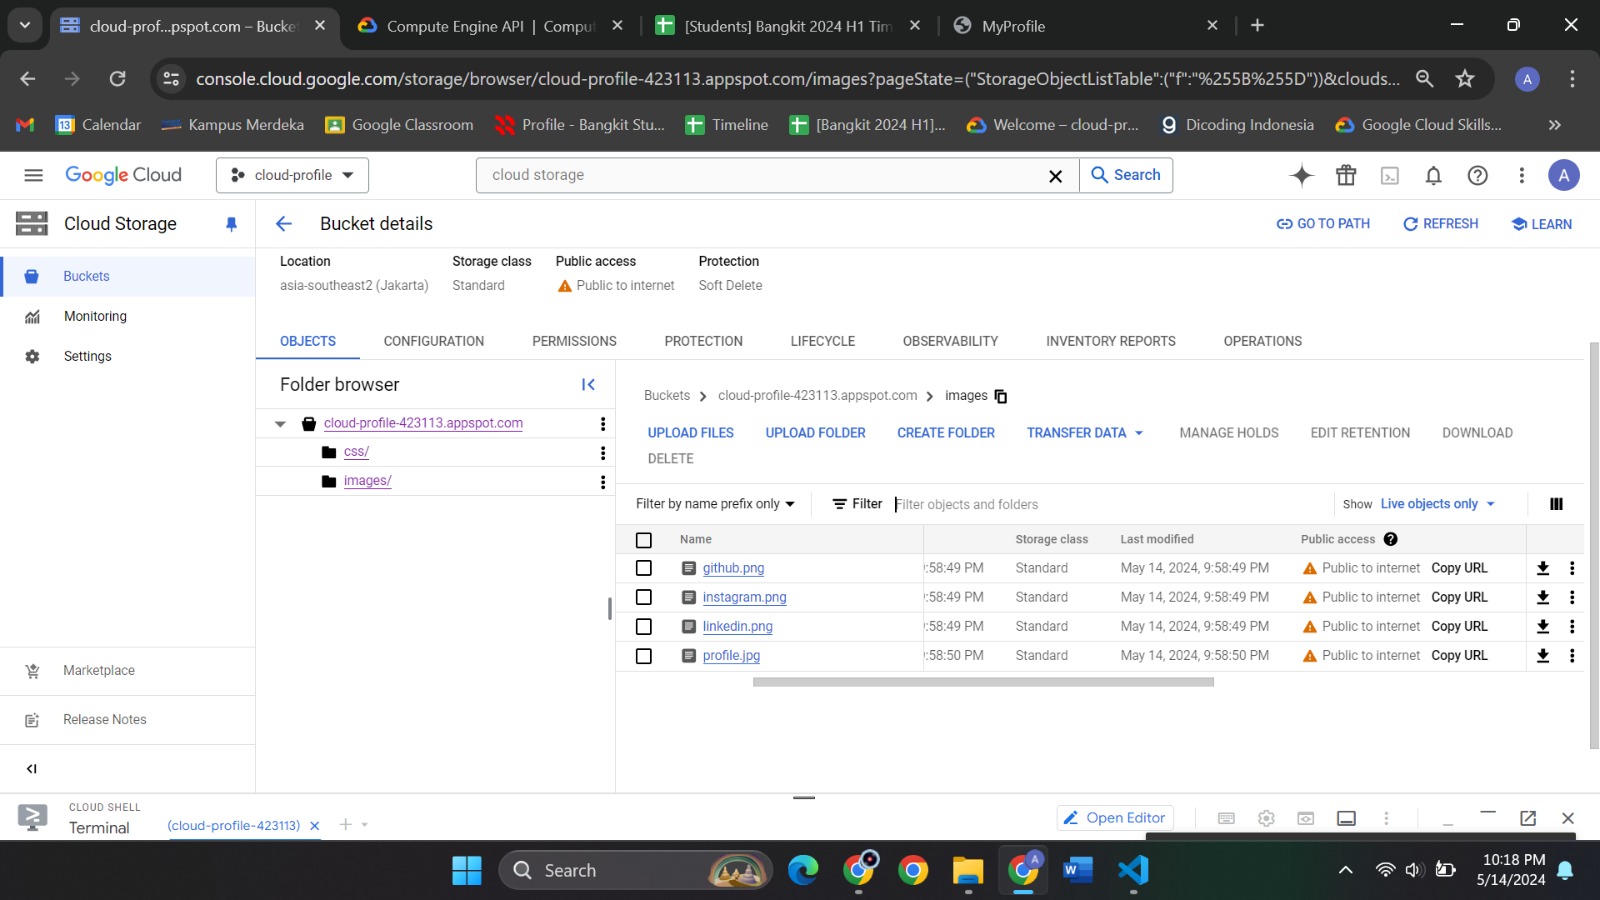 cloud-prof...pspot.com – Bucke
Compute Engine API | Compu
[Students] Bangkit 2024 H1 Tim
MyProfile
console.cloud.google.com/storage/browser/cloud-profile-423113.appspot.com/images?pageState=("StorageObjectListTable":("f":"%255B%255D"))&clouds...
A
13 Calendar
Kampus Merdeka
Google Classroom
Profile - Bangkit Stu...
Timeline
[Bangkit 2024 H1]...
Welcome – cloud-pr...
Dicoding Indonesia
Google Cloud Skills...
Google Cloud
cloud-profile
cloud storage
Search
A
Cloud Storage
Bucket details
GO TO PATH
REFRESH
LEARN
Buckets
Monitoring
Settings
Marketplace
Release Notes
Location Storage class Public access Protection
asia-southeast2 (Jakarta) Standard Public to internet Soft Delete
OBJECTS CONFIGURATION PERMISSIONS PROTECTION LIFECYCLE OBSERVABILITY INVENTORY REPORTS OPERATIONS
Folder browser
cloud-profile-423113.appspot.com
css/
images/
Buckets > cloud-profile-423113.appspot.com > images
UPLOAD FILES UPLOAD FOLDER CREATE FOLDER TRANSFER DATA MANAGE HOLDS EDIT RETENTION DOWNLOAD
DELETE
Filter by name prefix only Filter Filter objects and folders Show Live objects only
Name Storage class Last modified Public access
github.png :58:49 PM Standard May 14, 2024, 9:58:49 PM Public to internet Copy URL
instagram.png :58:49 PM Standard May 14, 2024, 9:58:49 PM Public to internet Copy URL
linkedin.png :58:49 PM Standard May 14, 2024, 9:58:49 PM Public to internet Copy URL
profile.jpg :58:50 PM Standard May 14, 2024, 9:58:50 PM Public to internet Copy URL
CLOUD SHELL
Terminal
(cloud-profile-423113)
Open Editor
Search
10:18 PM
5/14/2024